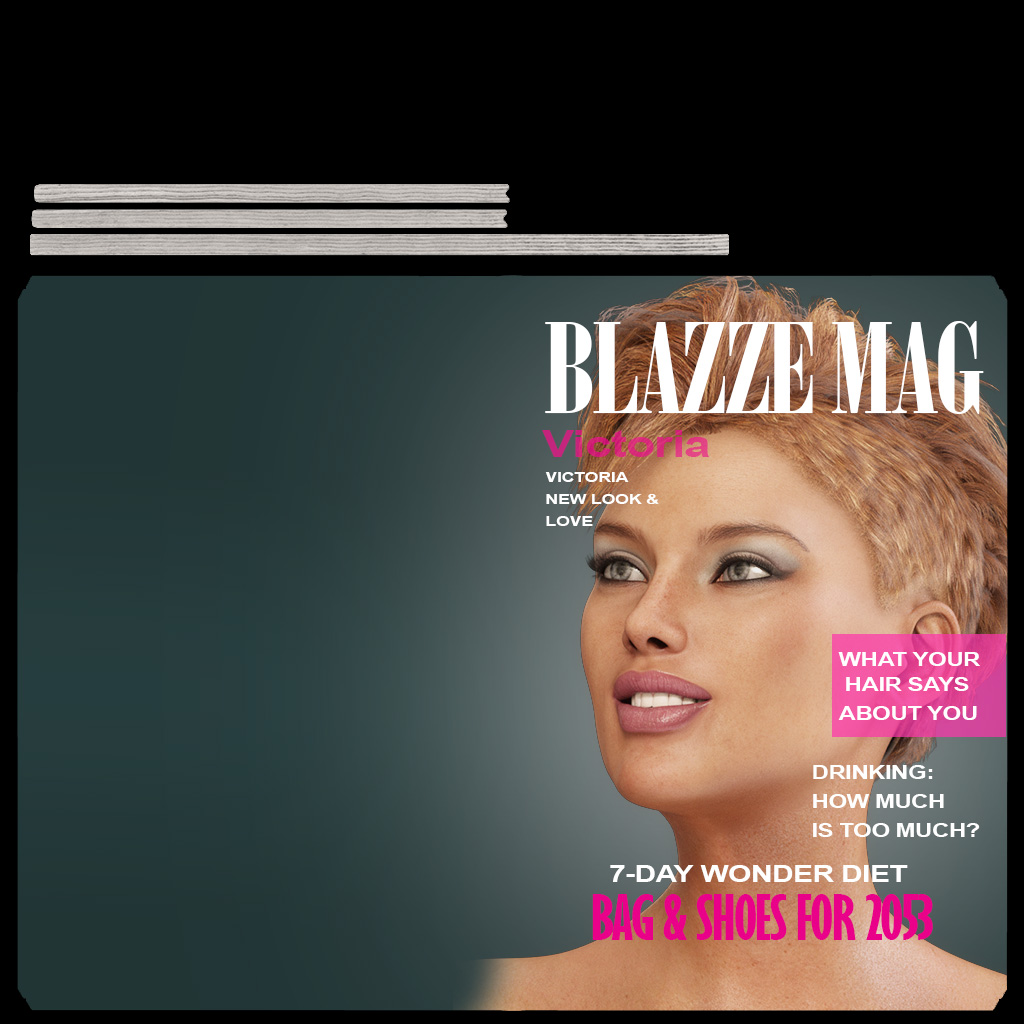 BLAZZE MAG
Victoria
VICTORIA
NEW LOOK &
LOVE
WHAT YOUR
HAIR SAYS
ABOUT YOU
DRINKING:
HOW MUCH
IS TOO MUCH?
7-DAY WONDER DIET
BAG & SHOES FOR 2053